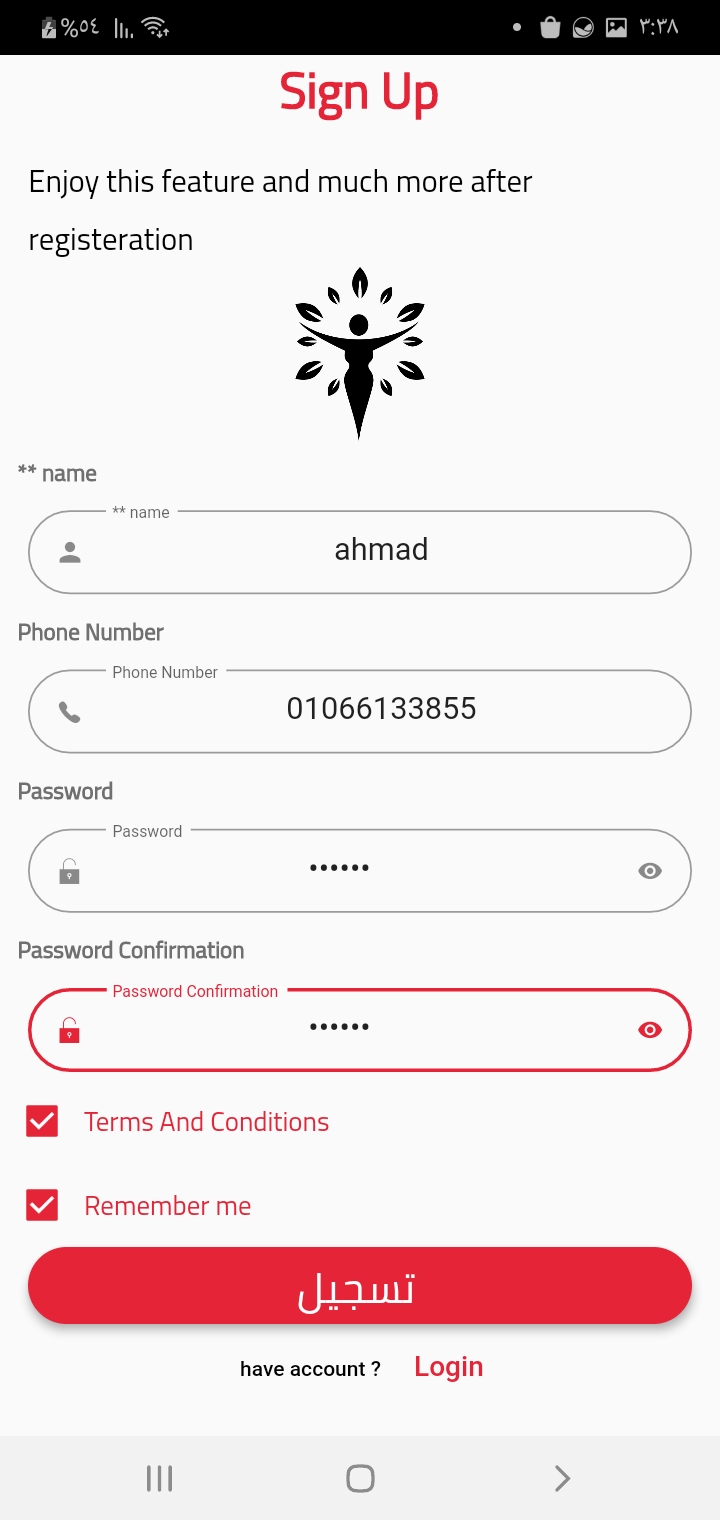 %٥٤
٣:٣٨
Sign Up
Enjoy this feature and much more after
registeration
** name
** name
ahmad
Phone Number
Phone Number
01066133855
Password
Password
••••••
Password Confirmation
Password Confirmation
••••••
Terms And Conditions
Remember me
تسجيل
have account ? Login